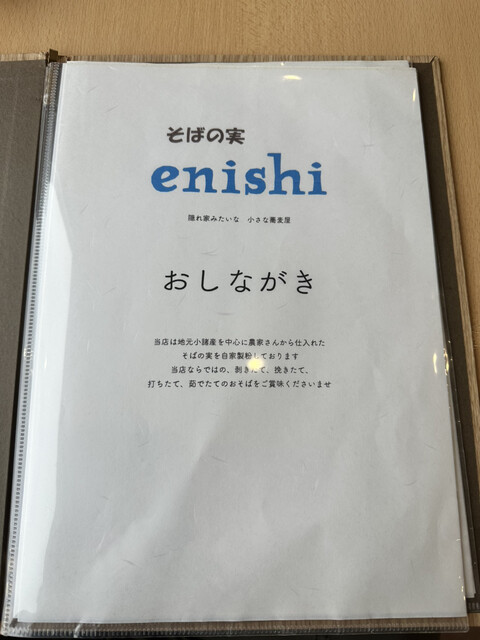 そばの実
enishi
隠れ家みたいな 小さな蕎麦屋
おしながき
当店は地元小諸産を中心に農家さんから仕入れた
そばの実を自家製粉しております
当店ならではの、剥きたて、挽きたて、
打ちたて、茹でたてのおそばをご賞味くださいませ